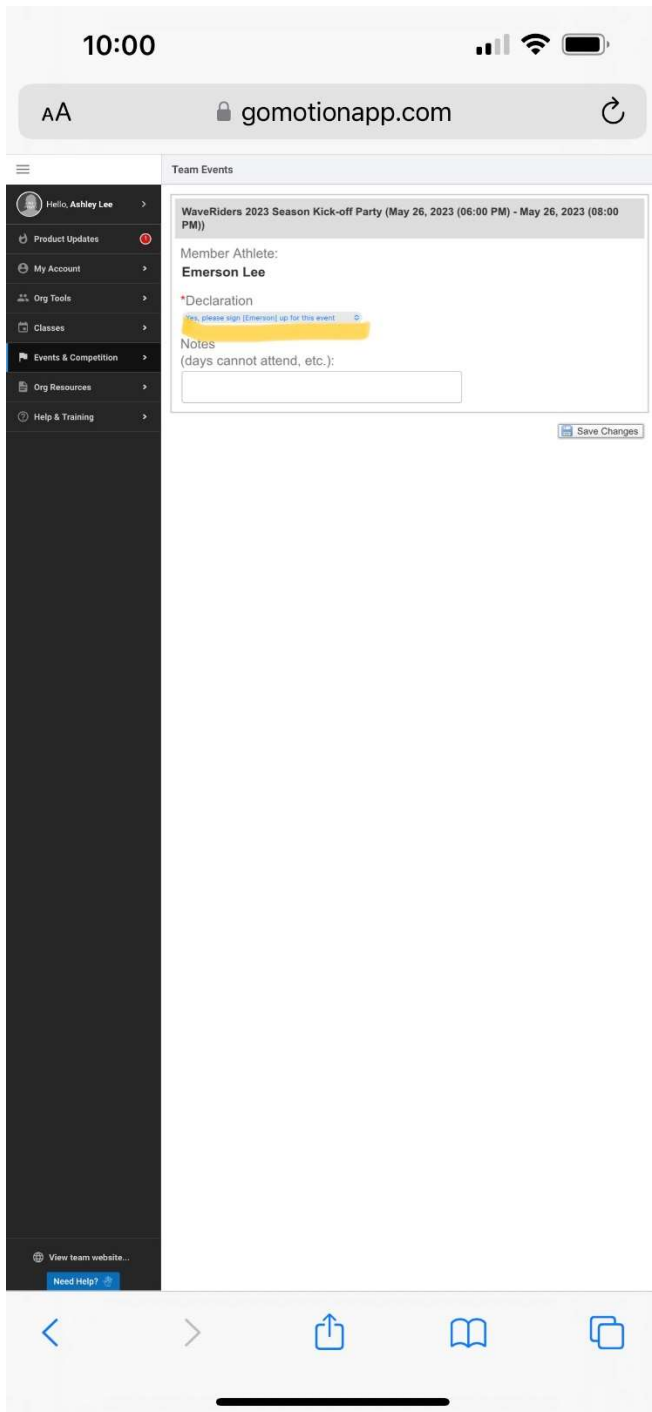 10:00
AA gomotionapp.com
Team Events
Hello, Ashley Lee
Product Updates 1
My Account
Org Tools
Classes
Events & Competition
Org Resources
Help & Training
WaveRiders 2023 Season Kick-off Party (May 26, 2023 (06:00 PM) - May 26, 2023 (08:00
PM))
Member Athlete:
Emerson Lee
*Declaration
Yes, please sign [Emerson] up for this event
Notes
(days cannot attend, etc.):
Save Changes
View team website...
Need Help?